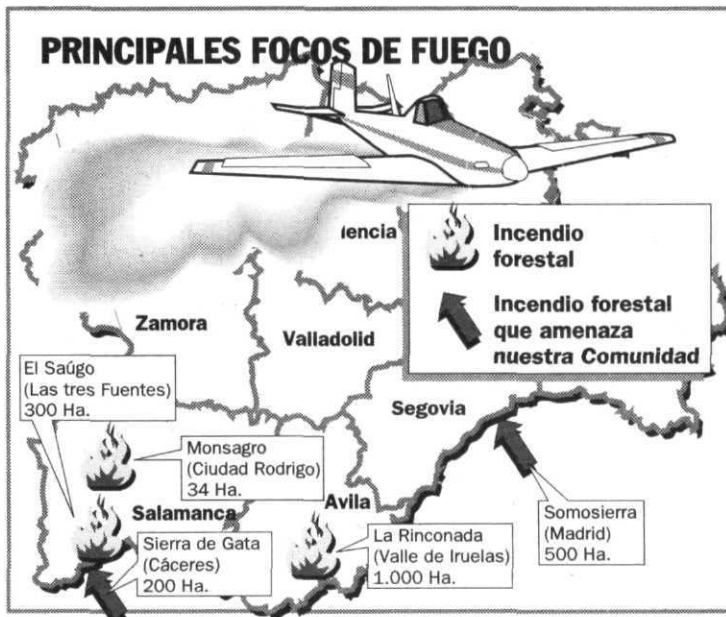 PRINCIPALES FOCOS DE FUEGO
encia
Incendio
forestal
Incendio forestal
que amenaza
nuestra Comunidad
Zamora
Valladolid
Segovia
El Saúgo
(Las tres Fuentes)
300 Ha.
Monsagro
(Ciudad Rodrigo)
34 Ha.
Salamanca
Sierra de Gata
(Cáceres)
200 Ha.
Avila
La Rinconada
(Valle de Iruelas)
1.000 Ha.
Somosierra
(Madrid)
500 Ha.